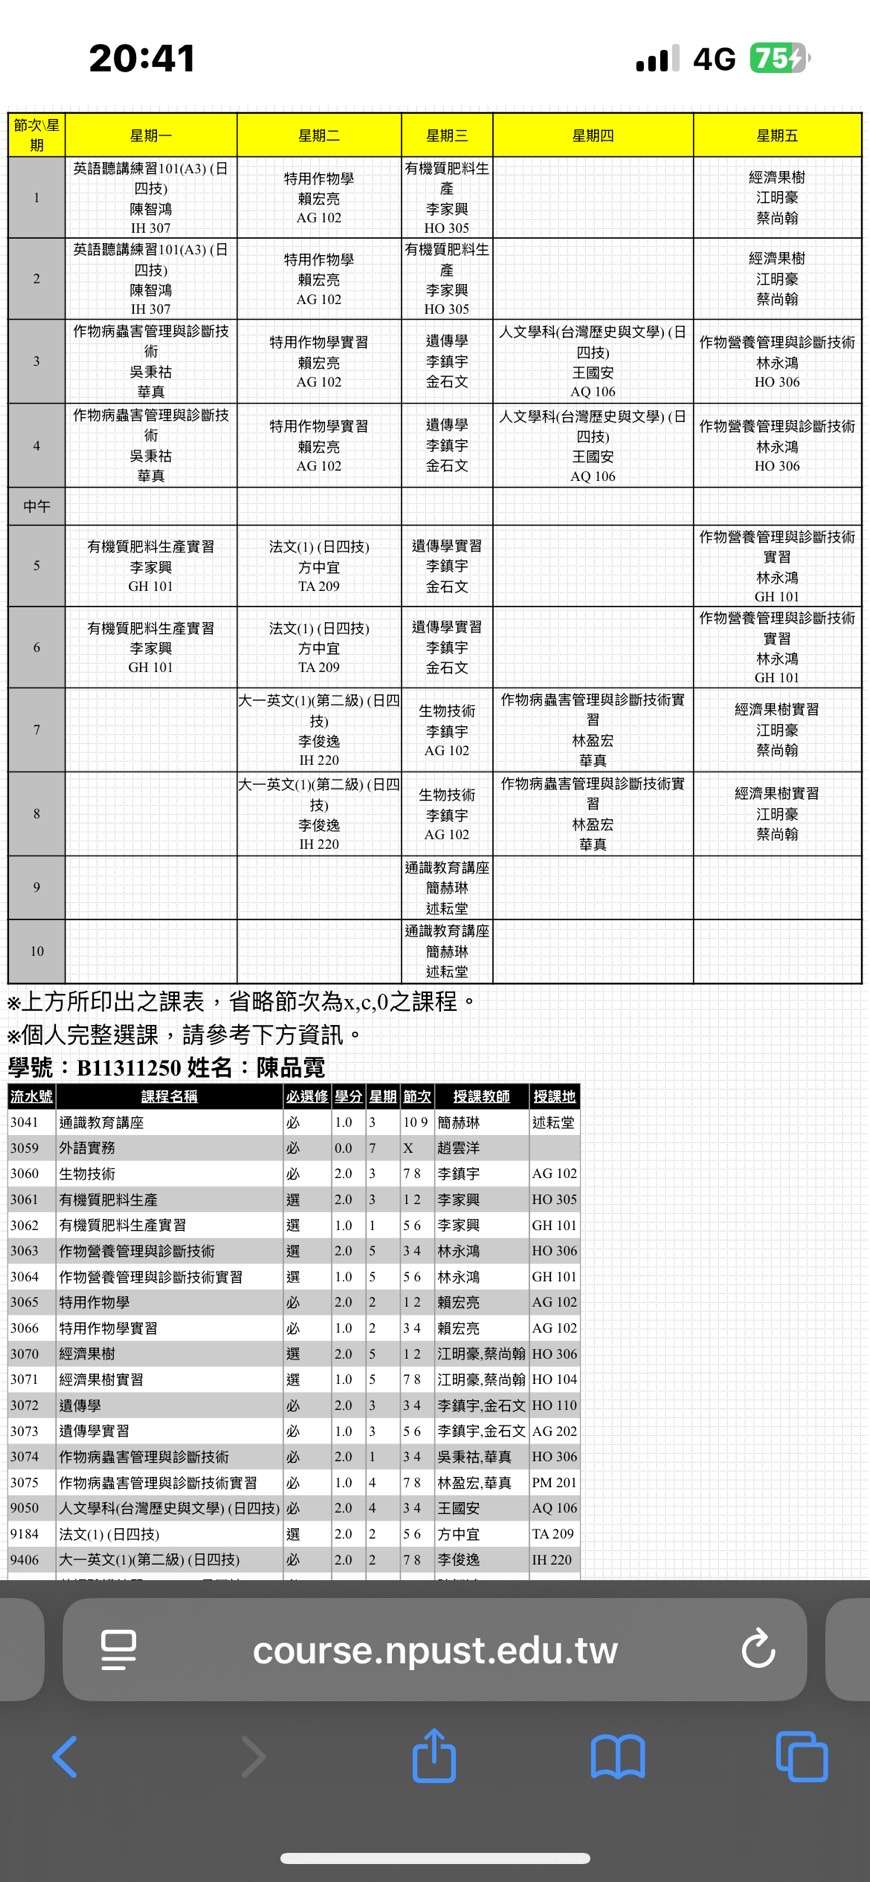 20:41 4G 75
節次\星期 星期一 星期二 星期三 星期四 星期五
1 英語聽講練習101(A3) (日四技) 陳智鴻 IH 307 特用作物學 賴宏亮 AG 102 有機質肥料生產 李家興 HO 305 經濟果樹 江明豪 蔡尚翰
2 英語聽講練習101(A3) (日四技) 陳智鴻 IH 307 特用作物學 賴宏亮 AG 102 有機質肥料生產 李家興 HO 305 經濟果樹 江明豪 蔡尚翰
3 作物病蟲害管理與診斷技術 吳秉祜 華真 特用作物學實習 賴宏亮 AG 102 遺傳學 李鎮宇 金石文 人文學科(台灣歷史與文學) (日四技) 王國安 AQ 106 作物營養管理與診斷技術 林永鴻 HO 306
4 作物病蟲害管理與診斷技術 吳秉祜 華真 特用作物學實習 賴宏亮 AG 102 遺傳學 李鎮宇 金石文 人文學科(台灣歷史與文學) (日四技) 王國安 AQ 106 作物營養管理與診斷技術 林永鴻 HO 306
中午
5 有機質肥料生產實習 李家興 GH 101 法文(1) (日四技) 方中宜 TA 209 遺傳學實習 李鎮宇 金石文 作物營養管理與診斷技術實習 林永鴻 GH 101
6 有機質肥料生產實習 李家興 GH 101 法文(1) (日四技) 方中宜 TA 209 遺傳學實習 李鎮宇 金石文 作物營養管理與診斷技術實習 林永鴻 GH 101
7 大一英文(1)(第二級) (日四技) 李俊逸 IH 220 生物技術 李鎮宇 AG 102 作物病蟲害管理與診斷技術實習 林盈宏 華真 經濟果樹實習 江明豪 蔡尚翰
8 大一英文(1)(第二級) (日四技) 李俊逸 IH 220 生物技術 李鎮宇 AG 102 作物病蟲害管理與診斷技術實習 林盈宏 華真 經濟果樹實習 江明豪 蔡尚翰
9 通識教育講座 簡赫琳 述耘堂
10 通識教育講座 簡赫琳 述耘堂
※上方所印出之課表，省略節次為x,c,0之課程。
※個人完整選課，請參考下方資訊。
學號：B11311250 姓名：陳品霓
流水號 課程名稱 必選修 學分 星期 節次 授課教師 授課地
3041 通識教育講座 必 1.0 3 10 9 簡赫琳 述耘堂
3059 外語實務 必 0.0 7 X 趙雲洋
3060 生物技術 必 2.0 3 7 8 李鎮宇 AG 102
3061 有機質肥料生產 選 2.0 3 1 2 李家興 HO 305
3062 有機質肥料生產實習 選 1.0 1 5 6 李家興 GH 101
3063 作物營養管理與診斷技術 選 2.0 5 3 4 林永鴻 HO 306
3064 作物營養管理與診斷技術實習 選 1.0 5 5 6 林永鴻 GH 101
3065 特用作物學 必 2.0 2 1 2 賴宏亮 AG 102
3066 特用作物學實習 必 1.0 2 3 4 賴宏亮 AG 102
3070 經濟果樹 選 2.0 5 1 2 江明豪,蔡尚翰 HO 306
3071 經濟果樹實習 選 1.0 5 7 8 江明豪,蔡尚翰 HO 104
3072 遺傳學 必 2.0 3 3 4 李鎮宇,金石文 HO 110
3073 遺傳學實習 必 1.0 3 5 6 李鎮宇,金石文 AG 202
3074 作物病蟲害管理與診斷技術 必 2.0 1 3 4 吳秉祜,華真 HO 306
3075 作物病蟲害管理與診斷技術實習 必 1.0 4 7 8 林盈宏,華真 PM 201
9050 人文學科(台灣歷史與文學) (日四技) 必 2.0 4 3 4 王國安 AQ 106
9184 法文(1) (日四技) 選 2.0 2 5 6 方中宜 TA 209
9406 大一英文(1)(第二級) (日四技) 必 2.0 2 7 8 李俊逸 IH 220
course.npust.edu.tw